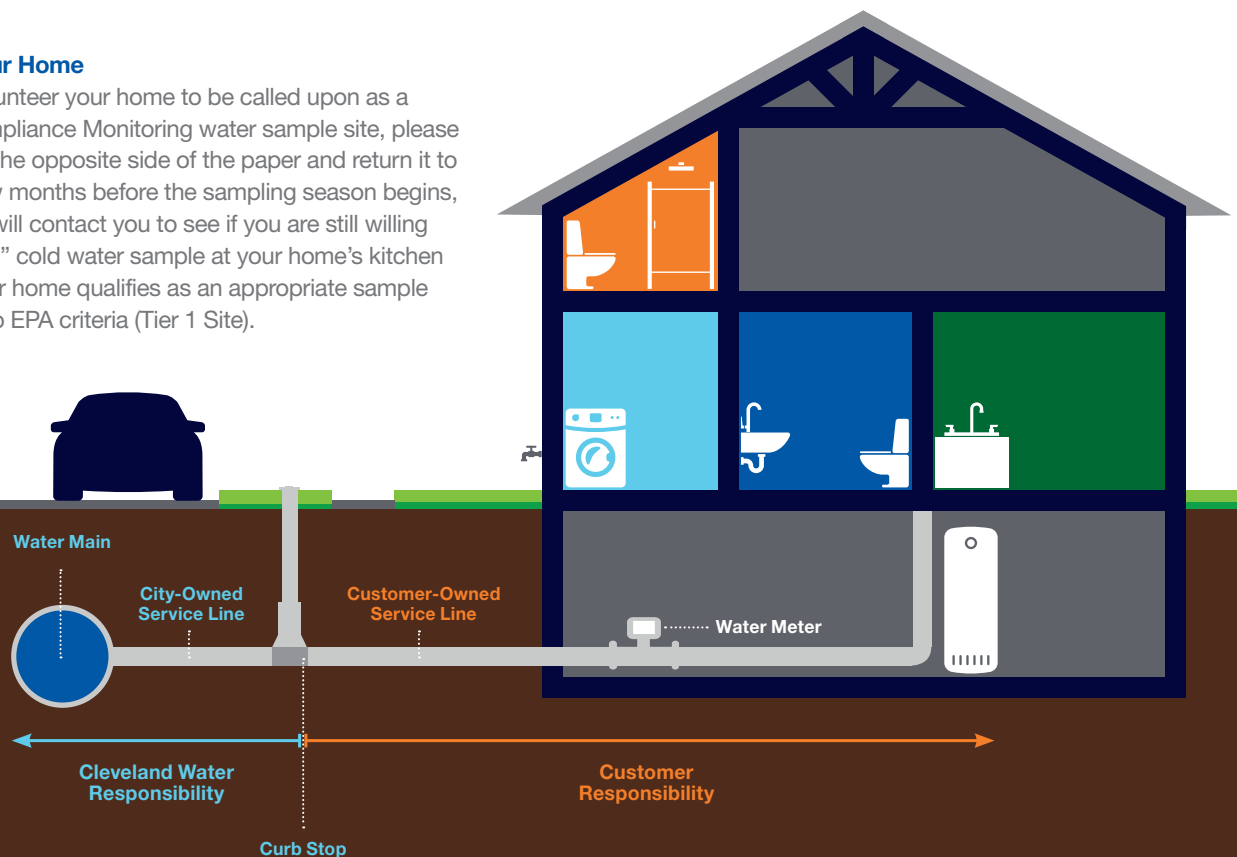 ur Home
unteer your home to be called upon as a
mpliance Monitoring water sample site, please
he opposite side of the paper and return it to
w months before the sampling season begins,
will contact you to see if you are still willing
” cold water sample at your home’s kitchen
r home qualifies as an appropriate sample
o EPA criteria (Tier 1 Site).
Water Main
City-Owned
Service Line
Customer-Owned
Service Line
Water Meter
Cleveland Water
Responsibility
Customer
Responsibility
Curb Stop